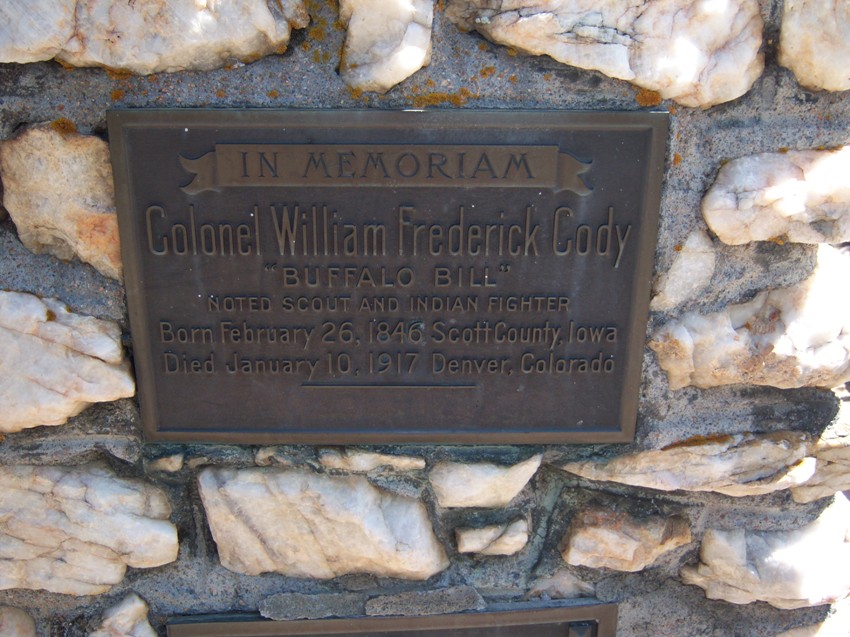 IN MEMORIAM
Colonel William Frederick Cody
"BUFFALO BILL"
NOTED SCOUT AND INDIAN FIGHTER
Born February 26, 1846 Scott County, Iowa
Died January 10, 1917 Denver, Colorado